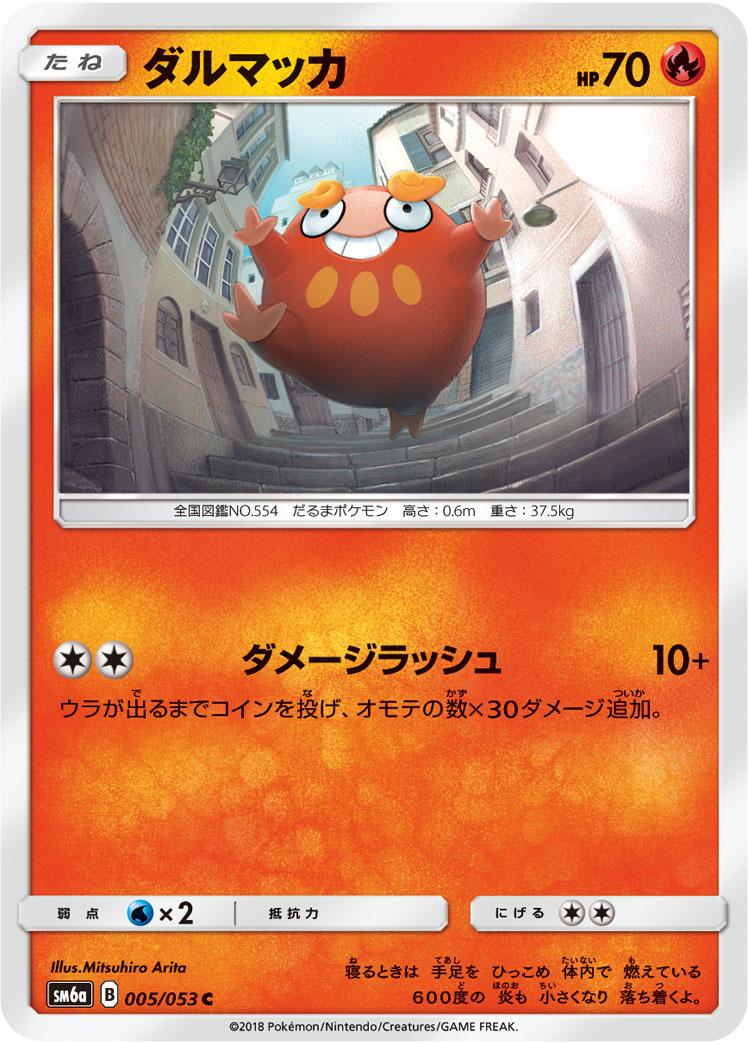 たね ダルマッカ HP70
全国図鑑NO.554 だるまポケモン 高さ：0.6m 重さ：37.5kg
ダメージラッシュ 10+
ウラが出るまでコインを投げ、オモテの数×30ダメージ追加。
弱点 ×2 抵抗力 にげる
Illus.Mitsuhiro Arita
寝るときは 手足を ひっこめ 体内で 燃えている
600度の 炎も 小さくなり 落ち着くよ。
SM6a B 005/053 C
©2018 Pokémon/Nintendo/Creatures/GAME FREAK.